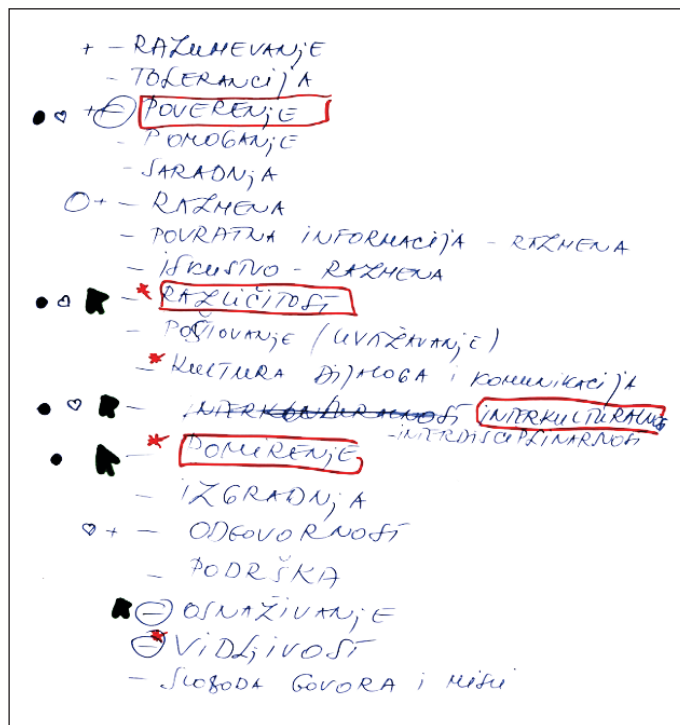 + - RAZUMEVANJE
- TOLERANCIJA
+ - POVERENJE
- POMOGANJE
- SARADNJA
+ - RAZMENA
- POVRATNA INFORMACIJA - RAZMENA
- ISKUSTVO - RAZMENA
- RAZLIČITOST
- POŠTOVANJE (UVAŽAVANJE)
- KULTURA DIJALOGA I KOMUNIKACIJA
- INTERKULTURALNOST INTERKULTURALNO
- INTERDISCIPLINARNOST
- POMIRENJE
- IZGRADNJA
+ - ODGOVORNOST
- PODRŠKA
- OSNAŽIVANJE
- VIDLJIVOST
- SLOBODA GOVORA I MISLI